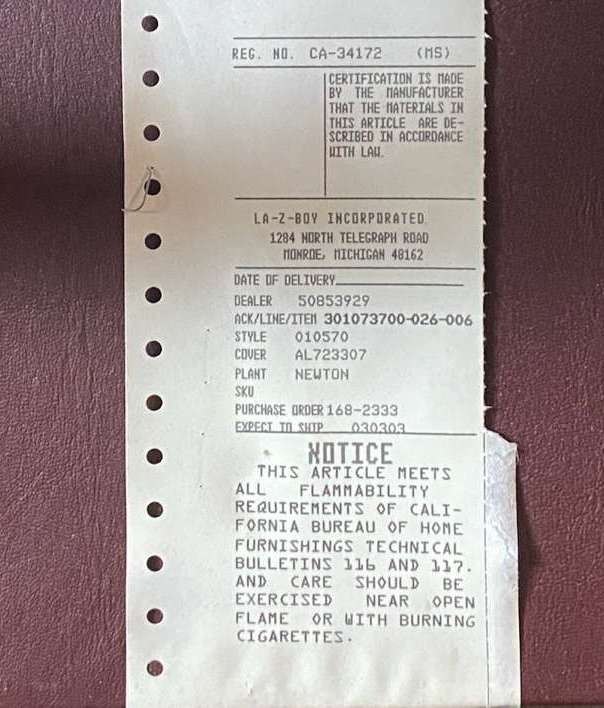 REG. NO. CA-34172 (MS)
CERTIFICATION IS MADE
BY THE MANUFACTURER
THAT THE MATERIALS IN
THIS ARTICLE ARE DE-
SCRIBED IN ACCORDANCE
WITH LAW.
LA-Z-BOY INCORPORATED
1284 NORTH TELEGRAPH ROAD
MONROE, MICHIGAN 48162
DATE OF DELIVERY
DEALER 50853929
ACK/LINE/ITEM 301073700-026-006
STYLE 010570
COVER AL723307
PLANT NEWTON
SKU
PURCHASE ORDER 168-2333
EXPECT TO SHIP 030303
NOTICE
THIS ARTICLE MEETS
ALL FLAMMABILITY
REQUIREMENTS OF CALI-
FORNIA BUREAU OF HOME
FURNISHINGS TECHNICAL
BULLETINS 116 AND 117.
AND CARE SHOULD BE
EXERCISED NEAR OPEN
FLAME OR WITH BURNING
CIGARETTES.